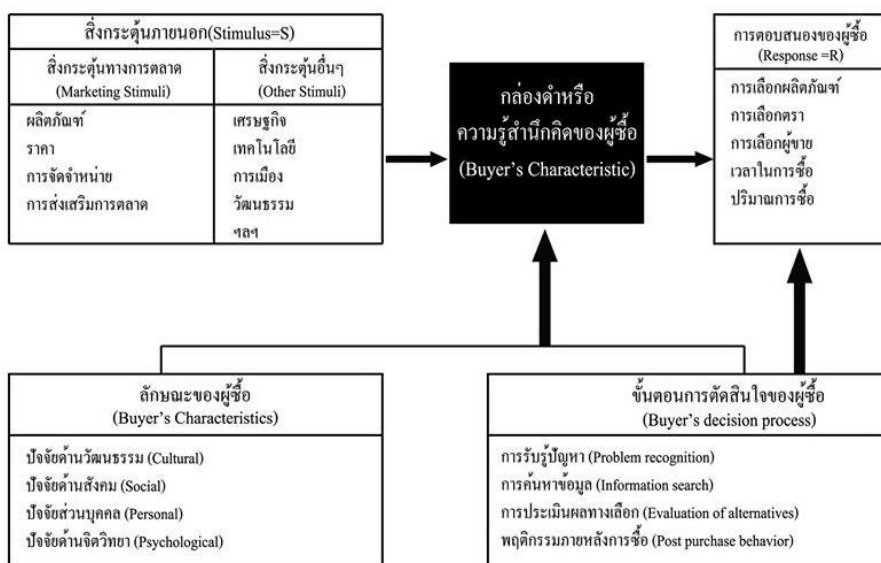 สิ่งกระตุ้นภายนอก(Stimulus=S)
สิ่งกระตุ้นทางการตลาด
(Marketing Stimuli)
ผลิตภัณฑ์
ราคา
การจัดจำหน่าย
การส่งเสริมการตลาด
สิ่งกระตุ้นอื่นๆ
(Other Stimuli)
เศรษฐกิจ
เทคโนโลยี
การเมือง
วัฒนธรรม
ฯลฯ
กล่องดำหรือ
ความรู้สำนึกคิดของผู้ซื้อ
(Buyer's Characteristic)
การตอบสนองของผู้ซื้อ
(Response =R)
การเลือกผลิตภัณฑ์
การเลือกตรา
การเลือกผู้ขาย
เวลาในการซื้อ
ปริมาณการซื้อ
ลักษณะของผู้ซื้อ
(Buyer's Characteristics)
ปัจจัยด้านวัฒนธรรม (Cultural)
ปัจจัยด้านสังคม (Social)
ปัจจัยส่วนบุคคล (Personal)
ปัจจัยด้านจิตวิทยา (Psychological)
ขั้นตอนการตัดสินใจของผู้ซื้อ
(Buyer's decision process)
การรับรู้ปัญหา (Problem recognition)
การค้นหาข้อมูล (Information search)
การประเมินผลทางเลือก (Evaluation of alternatives)
พฤติกรรมภายหลังการซื้อ (Post purchase behavior)